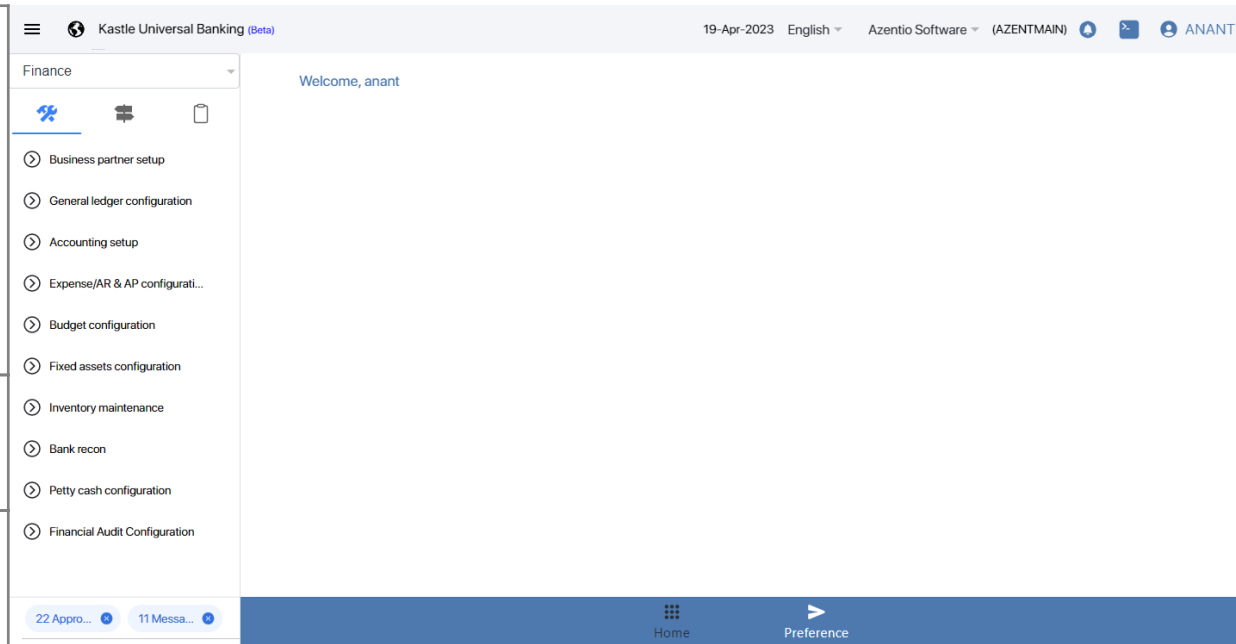 Kastle Universal Banking (Beta) 19-Apr-2023 English Azentio Software (AZENTMAIN) ANANT
Finance
Welcome, anant
Business partner setup
General ledger configuration
Accounting setup
Expense/AR & AP configurati...
Budget configuration
Fixed assets configuration
Inventory maintenance
Bank recon
Petty cash configuration
Financial Audit Configuration
22 Appro... 11 Messa...
Home Preference